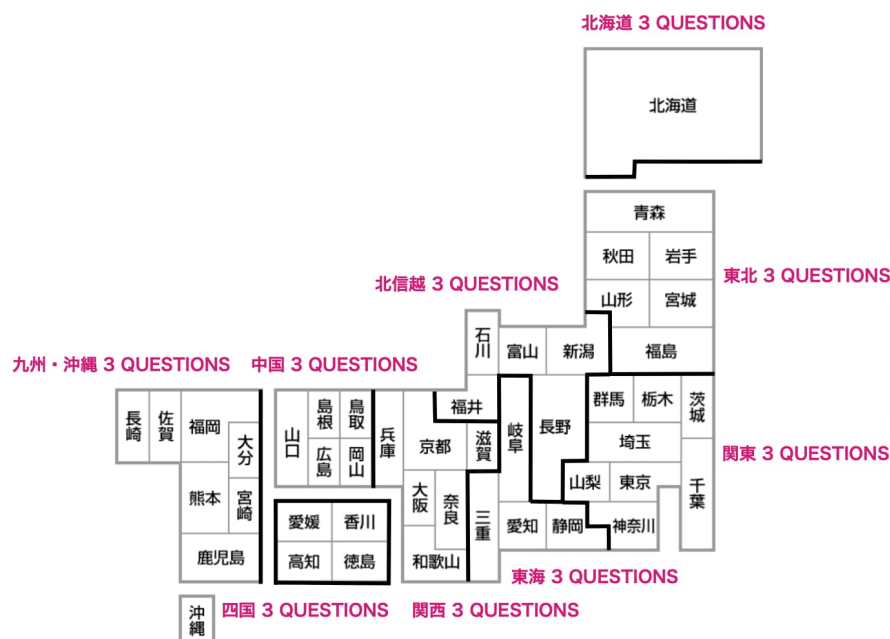 北海道 3 QUESTIONS
北海道
青森
秋田 岩手
東北 3 QUESTIONS
山形 宮城
福島
北信越 3 QUESTIONS
石川
富山 新潟
福井
長野
九州・沖縄 3 QUESTIONS
長崎
佐賀
福岡
大分
熊本
宮崎
鹿児島
沖縄
中国 3 QUESTIONS
山口
島根
鳥取
広島
岡山
四国 3 QUESTIONS
愛媛 香川
高知 徳島
関西 3 QUESTIONS
兵庫
京都
滋賀
大阪
奈良
和歌山
東海 3 QUESTIONS
岐阜
三重
愛知 静岡
関東 3 QUESTIONS
群馬 栃木
茨城
埼玉
山梨 東京
千葉
神奈川